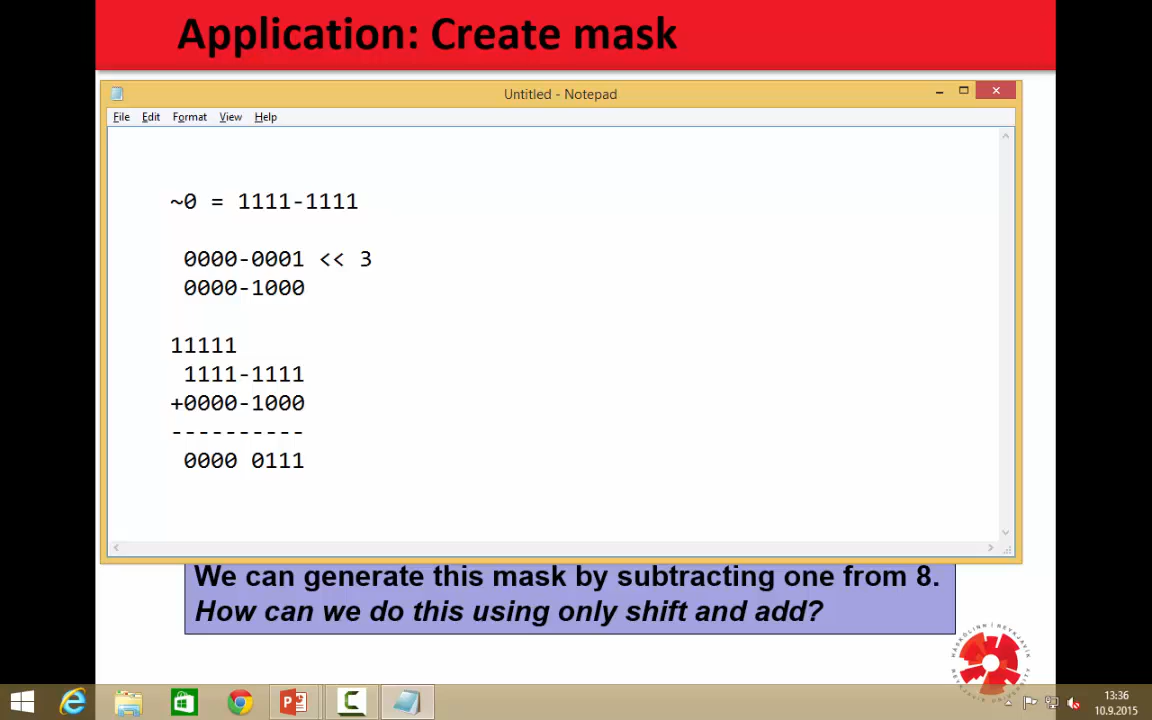 Application: Create mask
Untitled - Notepad
File Edit Format View Help
~0 = 1111-1111
0000-0001 << 3
0000-1000
11111
1111-1111
+0000-1000
----------
0000 0111
We can generate this mask by subtracting one from 8.
How can we do this using only shift and add?
13:36
10.9.2015